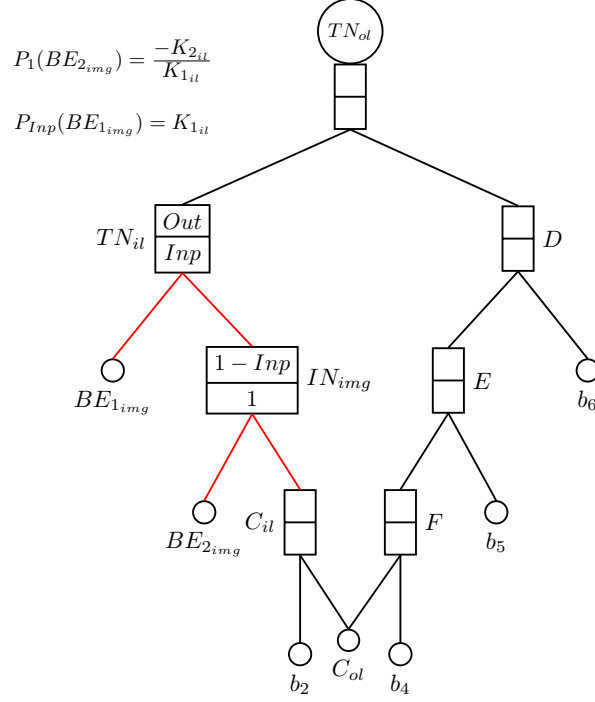 TN_{ol}
P_1(BE_{2_{img}}) = \frac{-K_{2_{il}}}{K_{1_{il}}}
P_{Inp}(BE_{1_{img}}) = K_{1_{il}}
TN_{il}
Out
Inp
D
1 - Inp
1
IN_{img}
E
BE_{1_{img}}
b_6
C_{il}
F
BE_{2_{img}}
b_5
b_2
C_{ol}
b_4